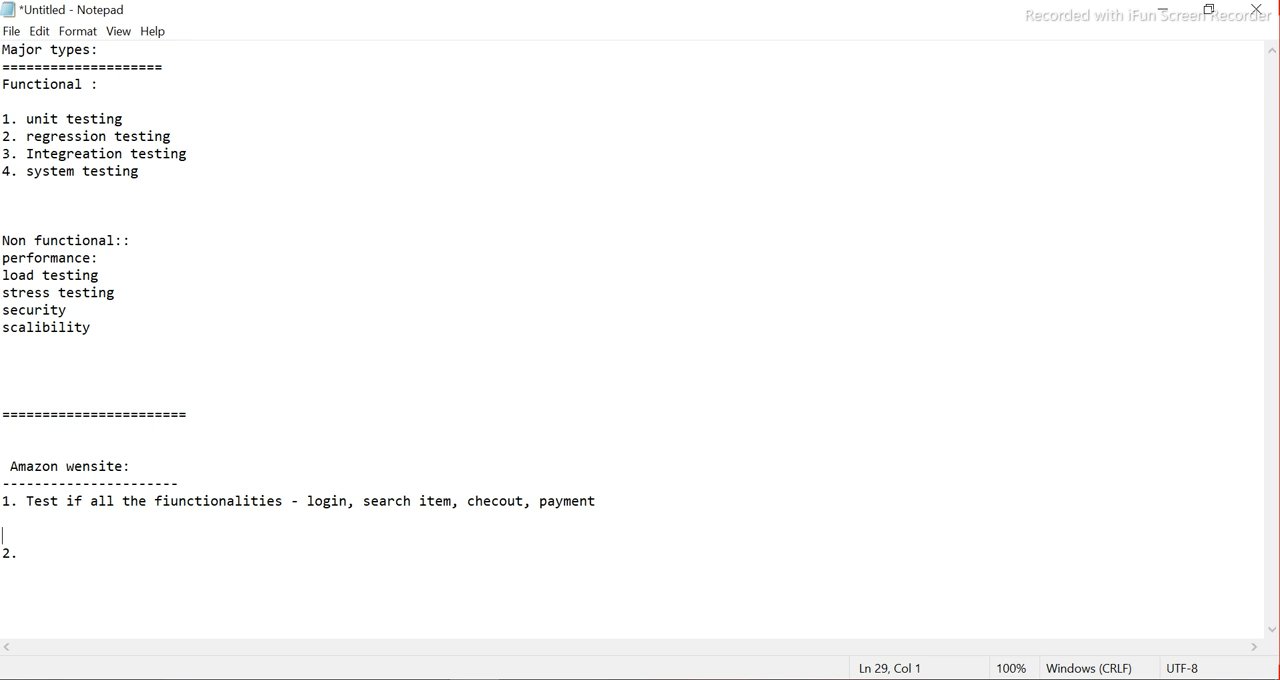 *Untitled - Notepad
Recorded with iFun Screen Recorder
File Edit Format View Help
Major types:
====================
Functional :
1. unit testing
2. regression testing
3. Integreation testing
4. system testing
Non functional::
performance:
load testing
stress testing
security
scalibility
=======================
Amazon wensite:
----------------------
1. Test if all the fiunctionalities - login, search item, checout, payment
2.
Ln 29, Col 1 100% Windows (CRLF) UTF-8